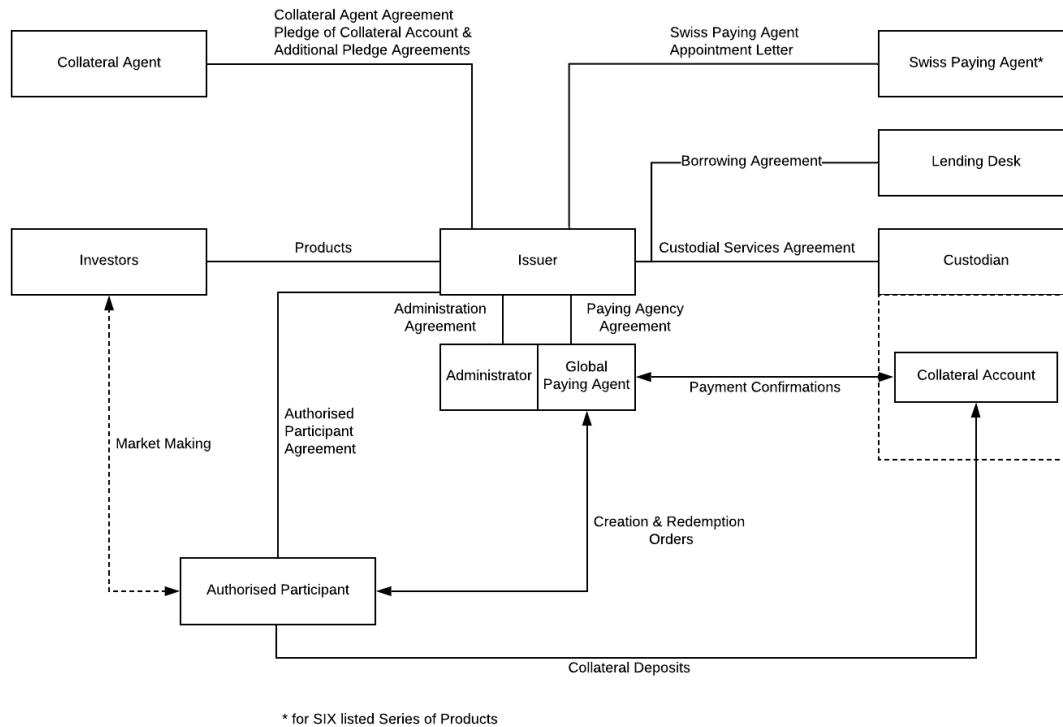 Collateral Agent Agreement
Pledge of Collateral Account &
Additional Pledge Agreements
Swiss Paying Agent
Appointment Letter
Collateral Agent
Swiss Paying Agent*
Borrowing Agreement
Lending Desk
Investors
Products
Issuer
Custodial Services Agreement
Custodian
Administration
Agreement
Paying Agency
Agreement
Administrator
Global
Paying Agent
Payment Confirmations
Collateral Account
Authorised
Participant
Agreement
Market Making
Creation & Redemption
Orders
Authorised Participant
Collateral Deposits
* for SIX listed Series of Products